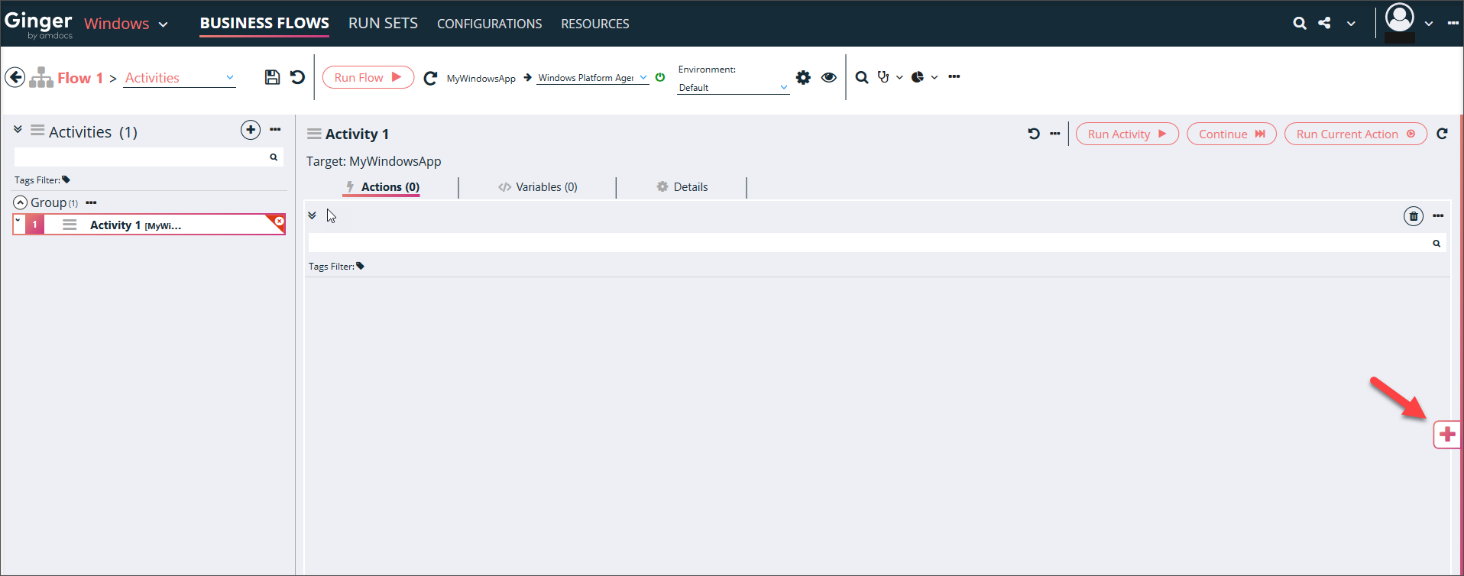 Ginger Windows BUSINESS FLOWS RUN SETS CONFIGURATIONS RESOURCES
by amdocs
Flow 1 > Activities Run Flow MyWindowsApp Windows Platform Ager Environment:
Default
Activities (1)
Tags Filter:
Group (1)
1 Activity 1 [MyWi...
Activity 1 Run Activity Continue Run Current Action
Target: MyWindowsApp
Actions (0) Variables (0) Details
Tags Filter: